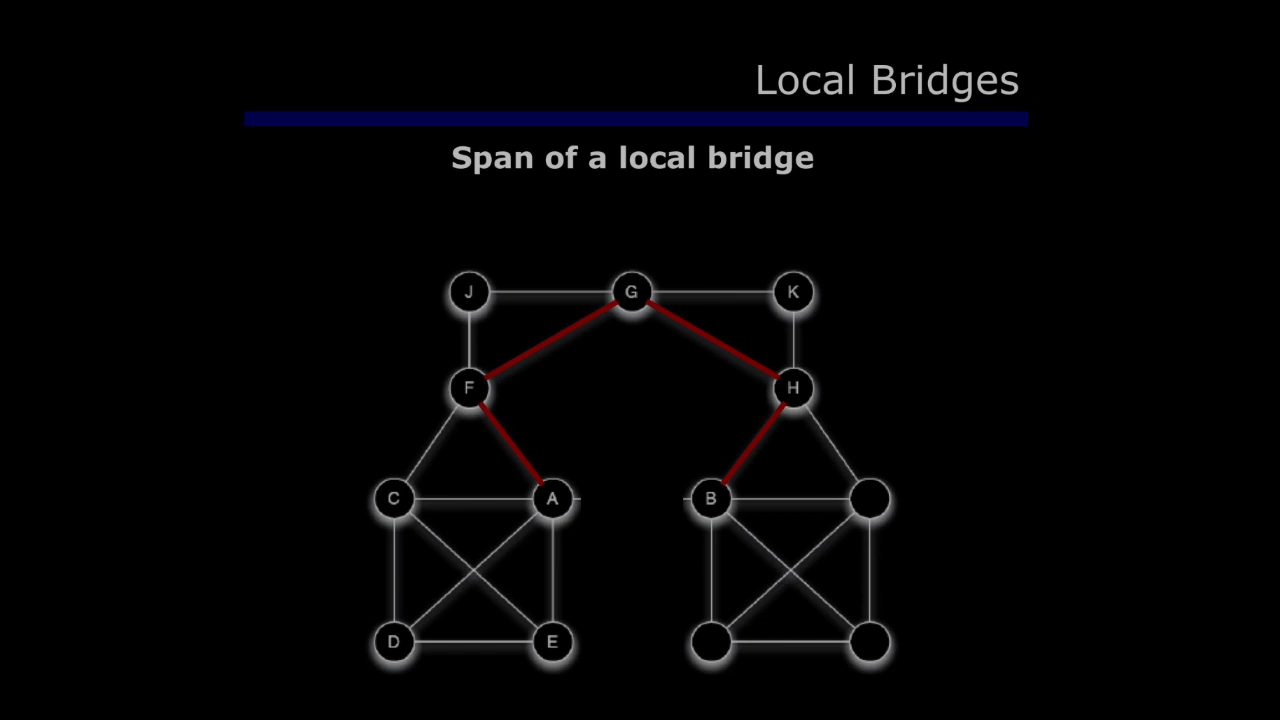 Local Bridges
Span of a local bridge
J G K
F H
C A B
D E